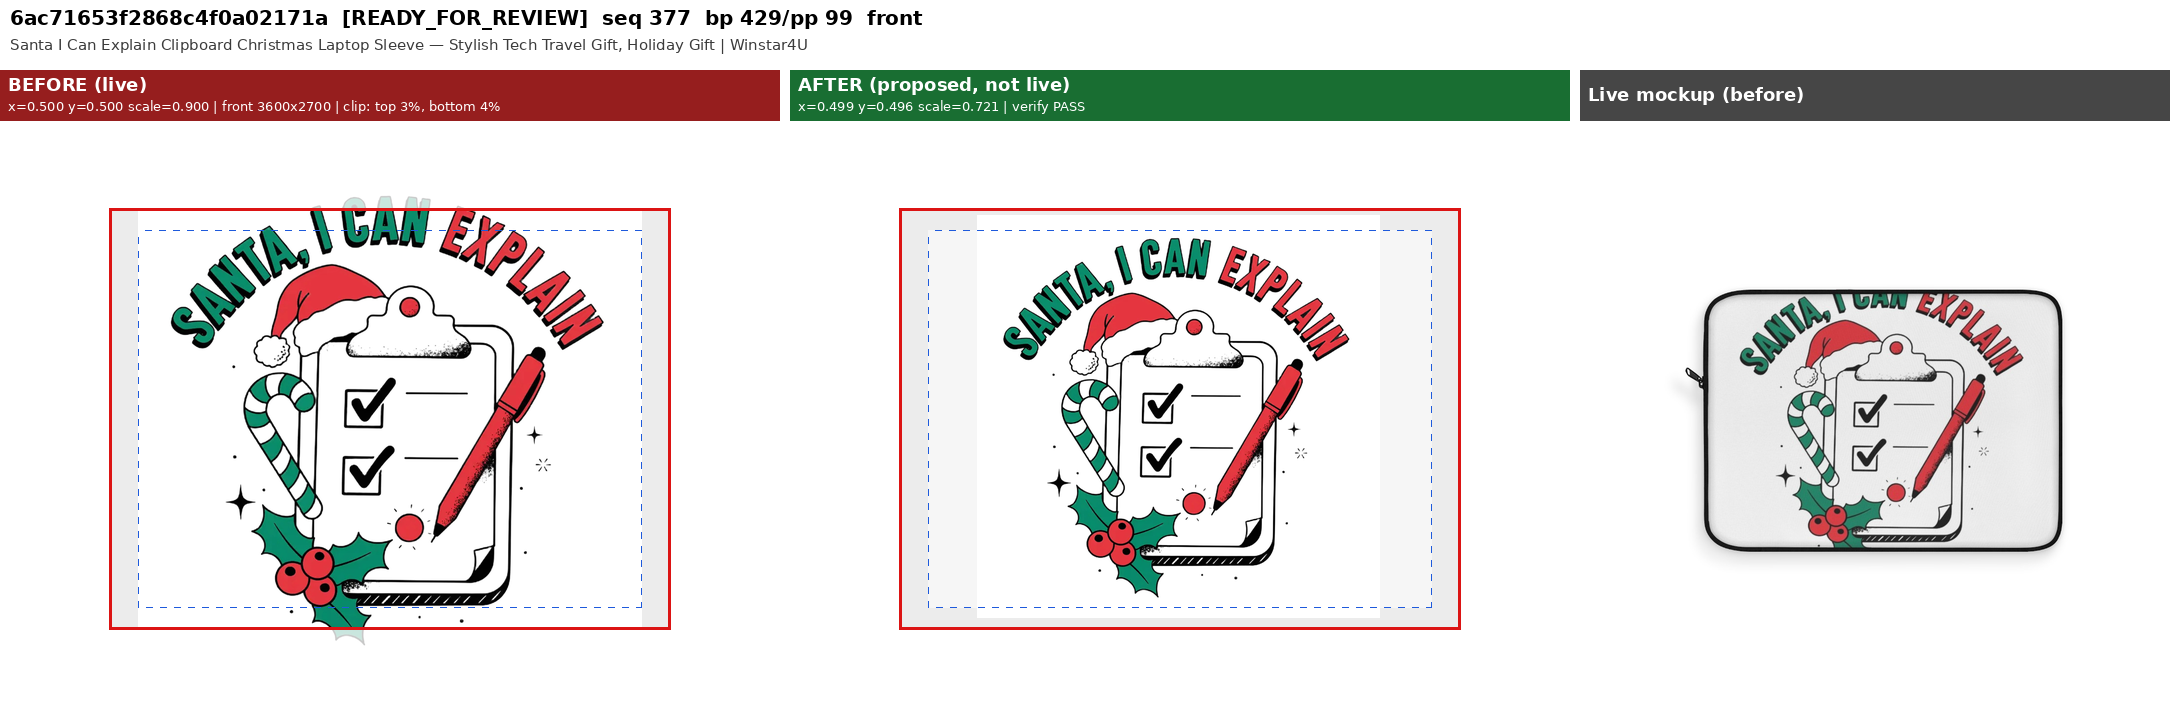 6ac71653f2868c4f0a02171a  [READY_FOR_REVIEW]  seq 377  bp 429/pp 99  front
Santa I Can Explain Clipboard Christmas Laptop Sleeve — Stylish Tech Travel Gift, Holiday Gift | Winstar4U
BEFORE (live)
x=0.500 y=0.500 scale=0.900 | front 3600x2700 | clip: top 3%, bottom 4%
AFTER (proposed, not live)
x=0.499 y=0.496 scale=0.721 | verify PASS
Live mockup (before)
SANTA, I CAN EXPLAIN
SANTA, I CAN EXPLAIN
SANTA, I CAN EXPLAIN